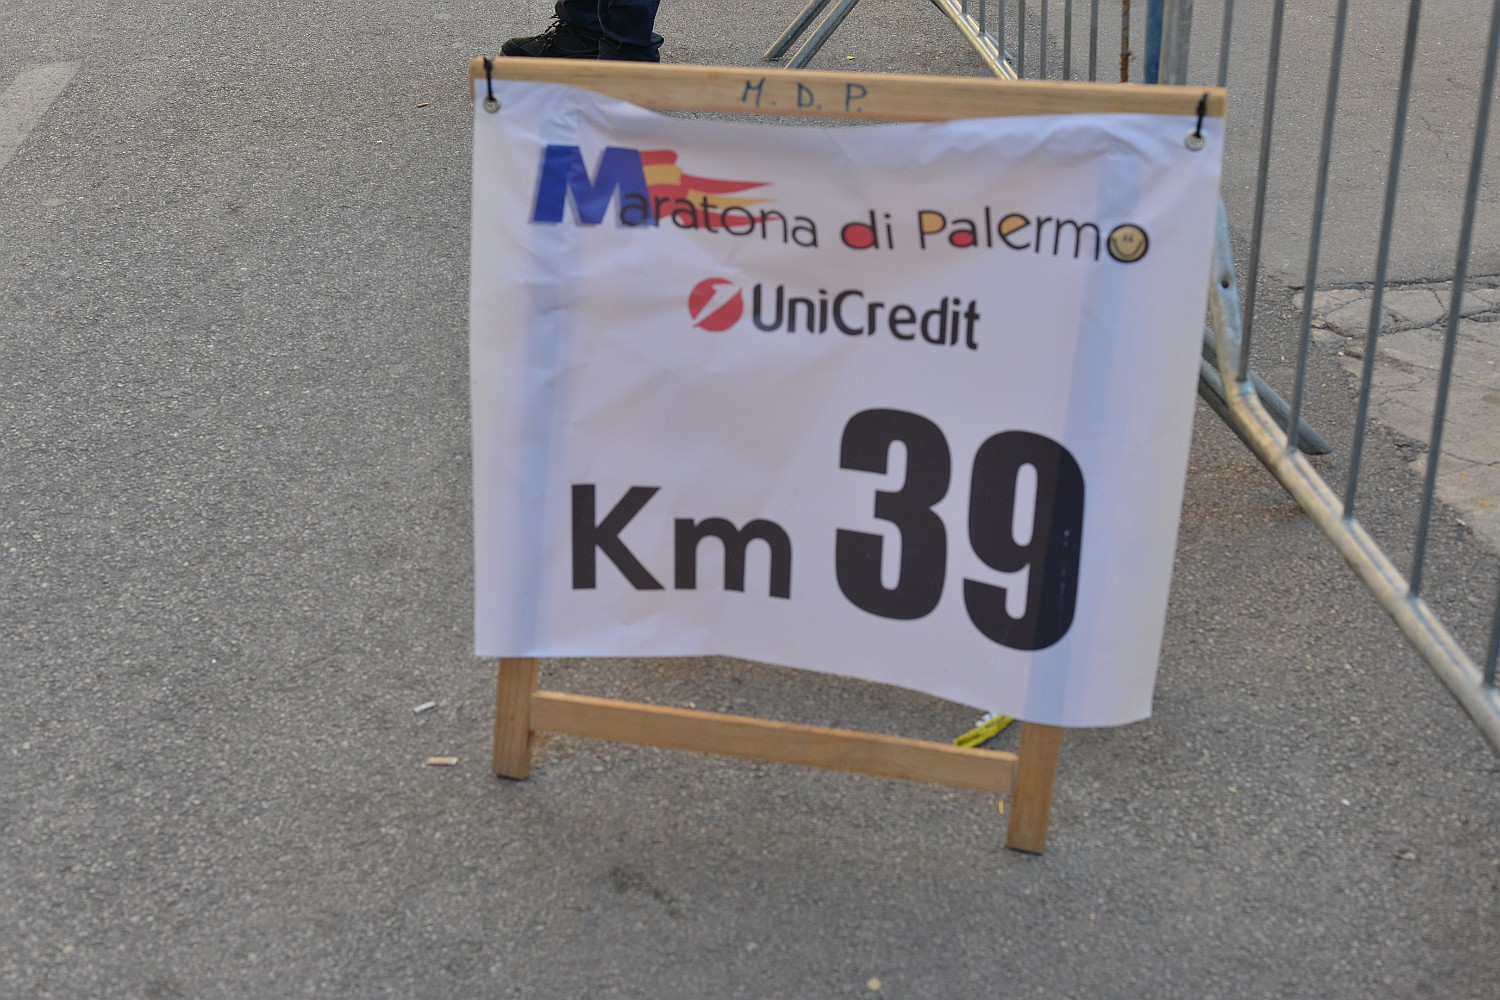 M. D. P.
Maratona di Palermo
UniCredit
Km 39